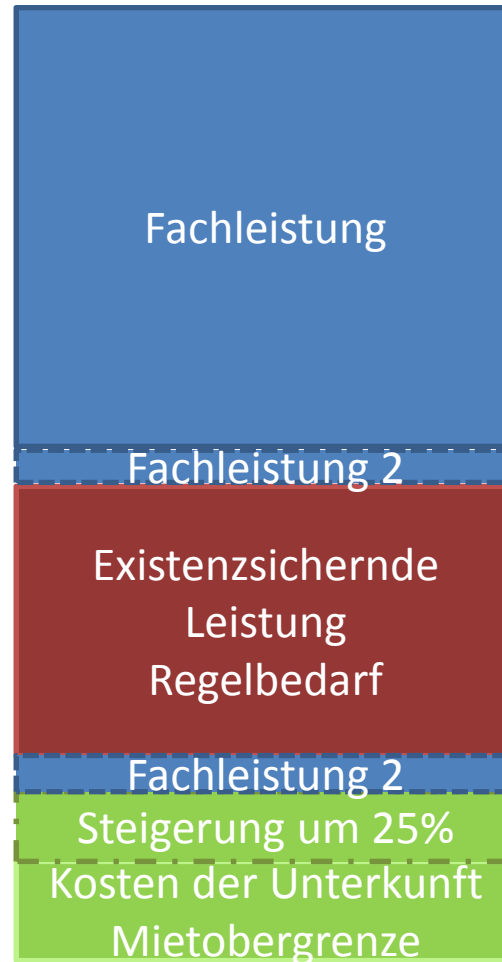 Fachleistung
Fachleistung 2
Existenzsichernde
Leistung
Regelbedarf
Fachleistung 2
Steigerung um 25%
Kosten der Unterkunft
Mietobergrenze